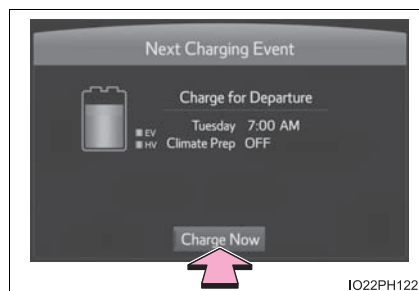 Next Charging Event
Charge for Departure
Tuesday 7:00 AM
EV
HV
Climate Prep OFF
Charge Now
IO22PH122